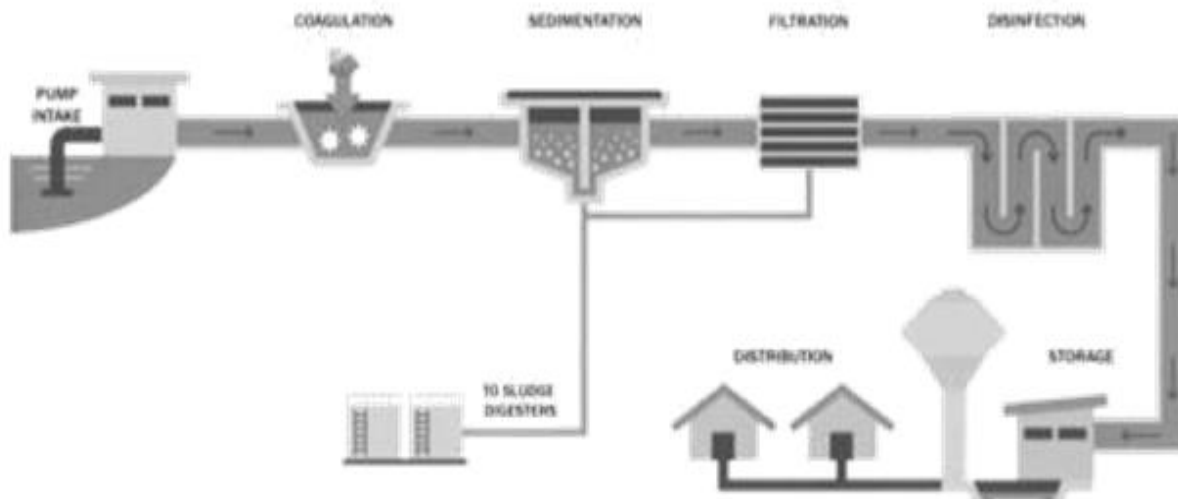 COAGULATION
SEDIMENTATION
FILTRATION
DISINFECTION
PUMP
INTAKE
DISTRIBUTION
STORAGE
TO SLUDGE
DIGESTERS